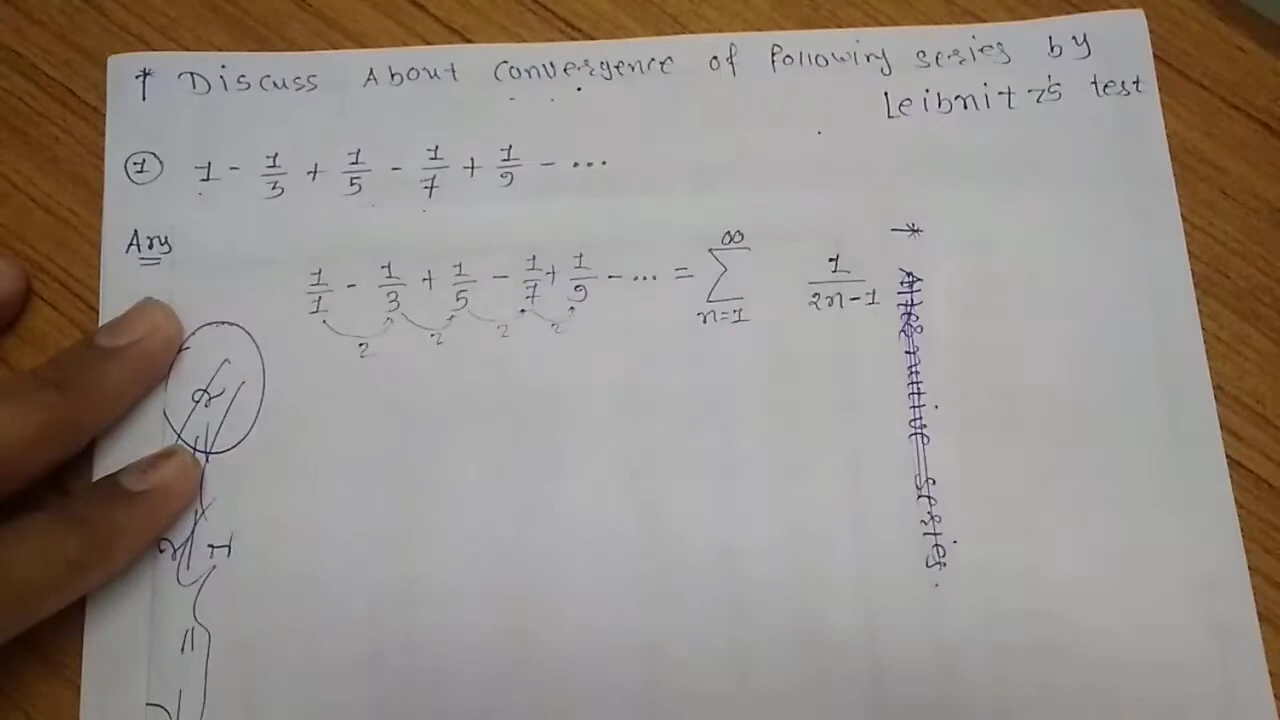 * Discuss About convergence of following series by
Leibnitz's test
① 1 - 1/3 + 1/5 - 1/7 + 1/9 - ...
Ans
1/1 - 1/3 + 1/5 - 1/7 + 1/9 - ... = ∞ ∑ n=1 1/2n-1
2 2 2 2
* Alternative series.